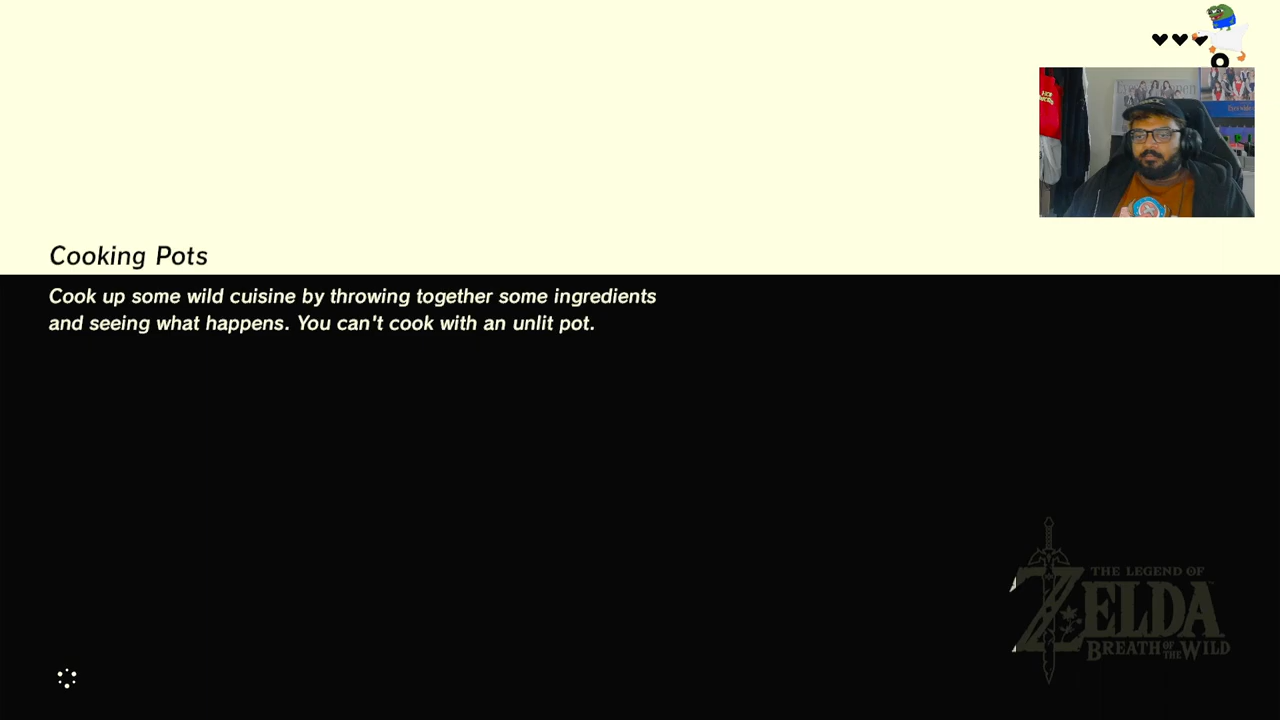 Cooking Pots
Cook up some wild cuisine by throwing together some ingredients
and seeing what happens. You can't cook with an unlit pot.
THE LEGEND OF
ZELDA
BREATH OF THE WILD